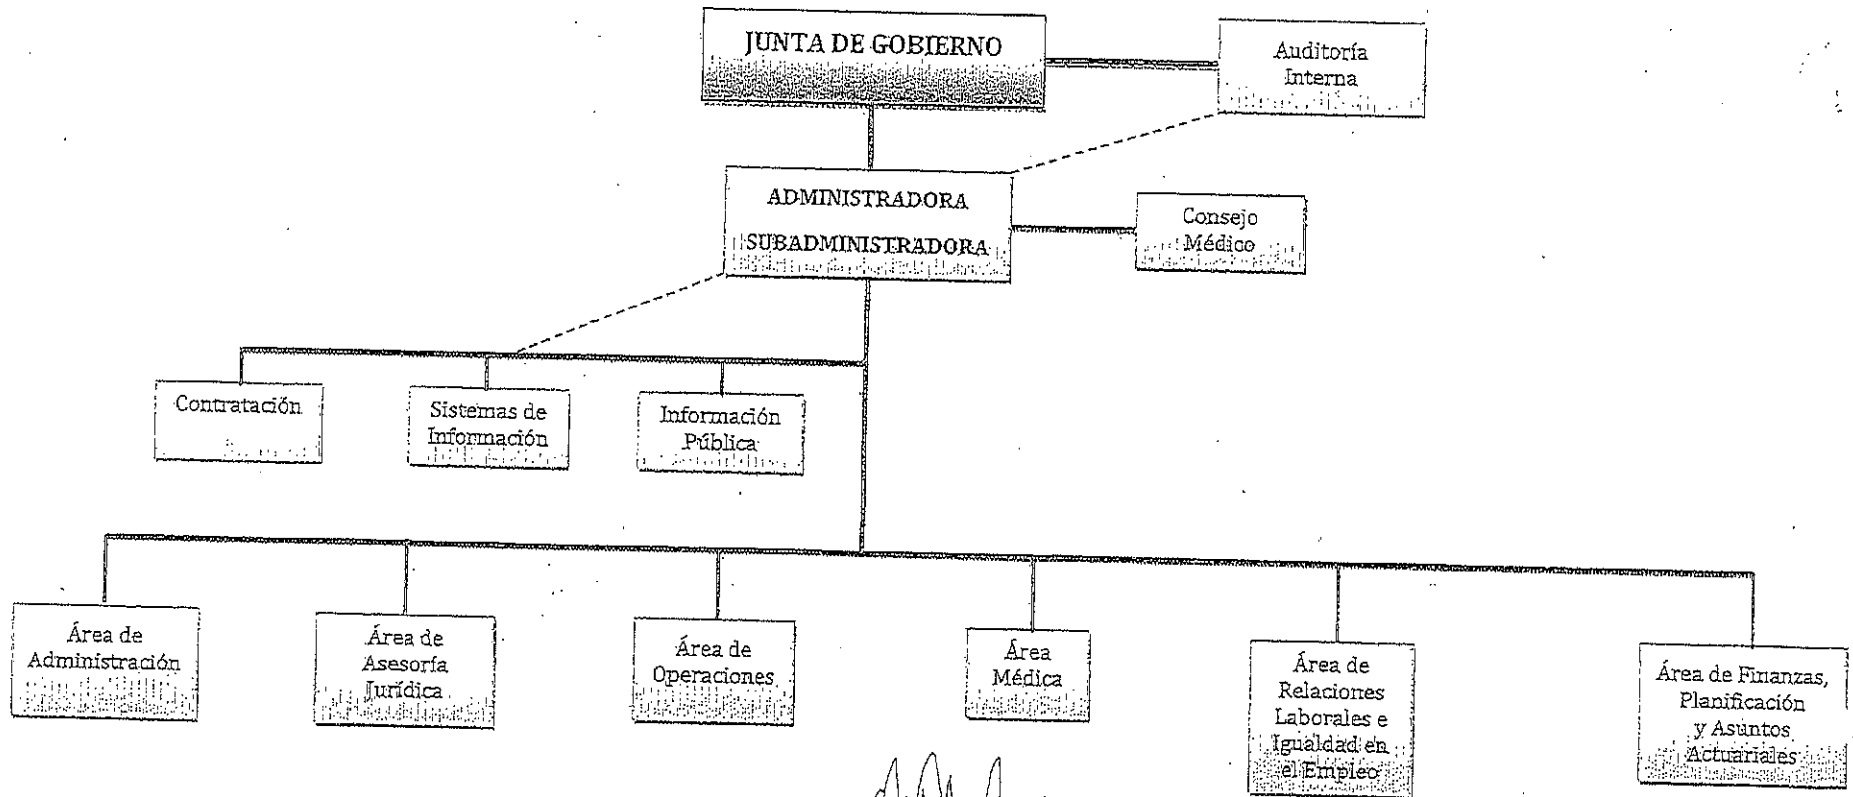 JUNTA DE GOBIERNO
Auditoría
Interna
ADMINISTRADORA
SUBADMINISTRADORA
Consejo
Médico
Contratación
Sistemas de
Información
Información
Pública
Área de
Administración
Área de
Asesoría
Jurídica
Área de
Operaciones
Área
Médica
Área de
Relaciones
Laborales e
Igualdad en
el Empleo
Área de Finanzas,
Planificación
y Asuntos
Actuariales